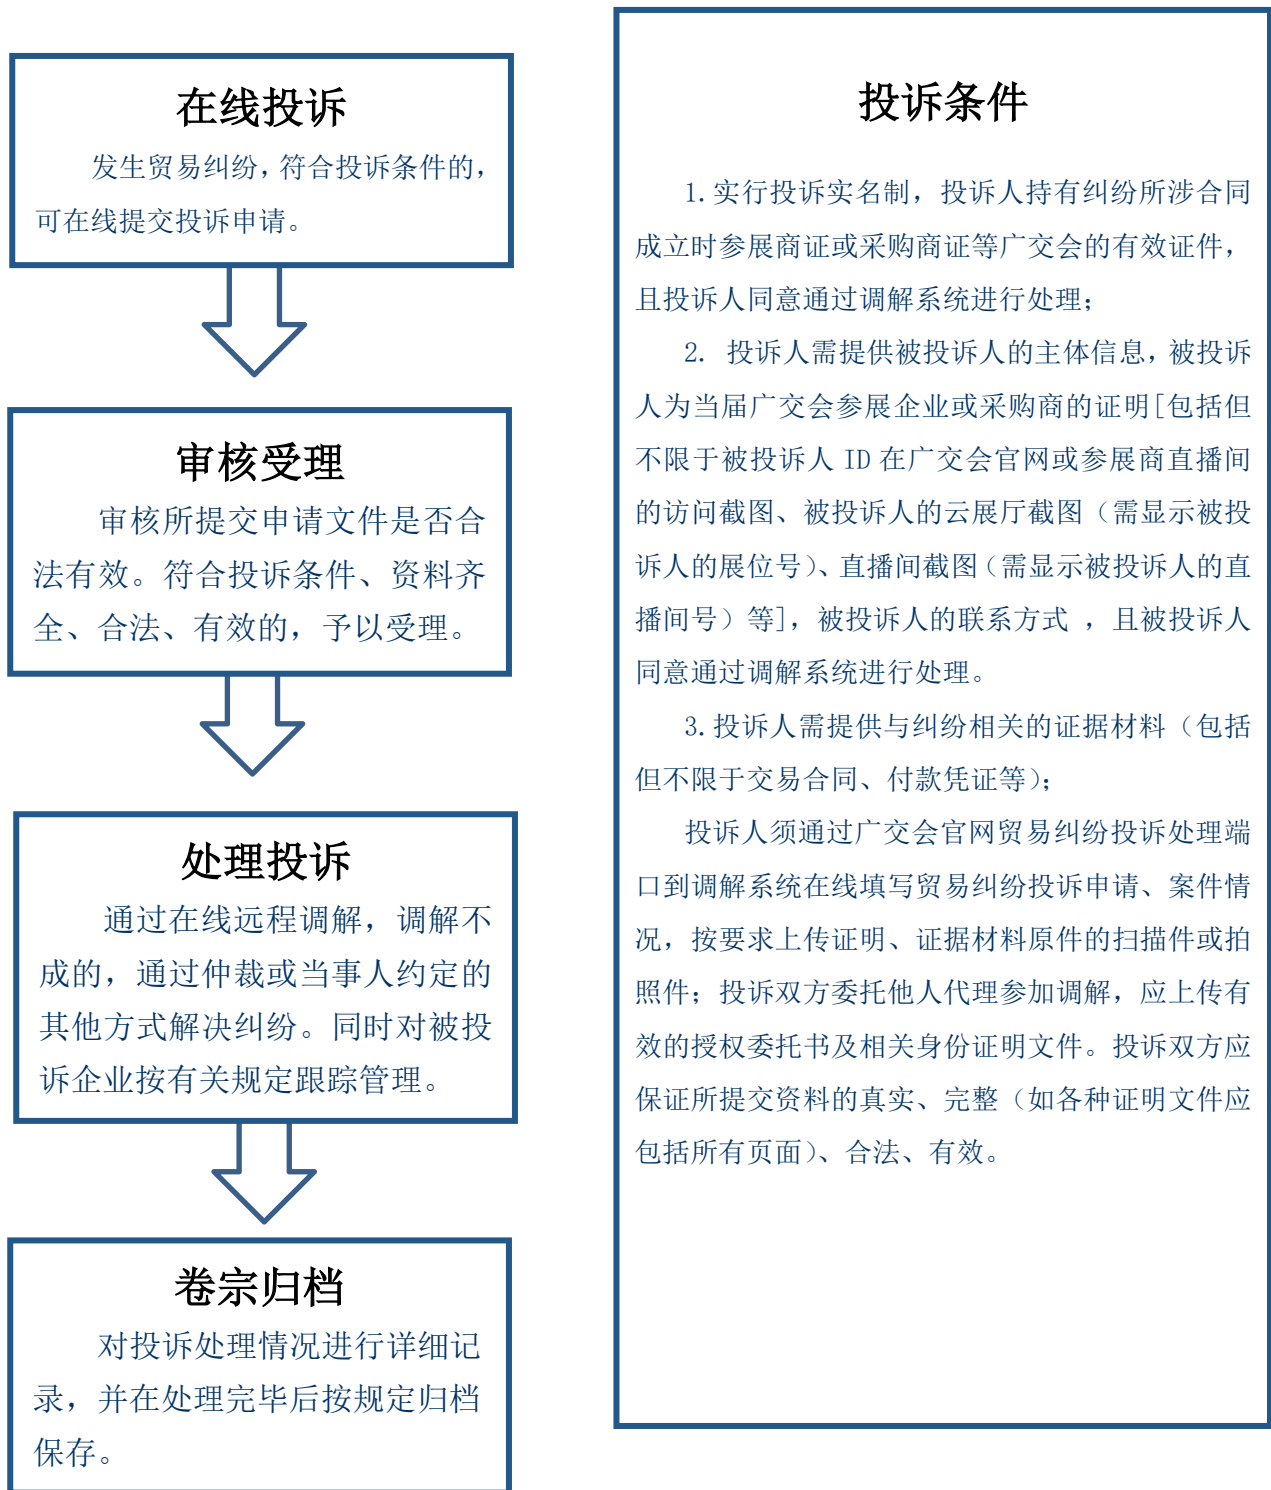 在线投诉
发生贸易纠纷，符合投诉条件的，
可在线提交投诉申请。
审核受理
审核所提交申请文件是否合
法有效。符合投诉条件、资料齐
全、合法、有效的，予以受理。
处理投诉
通过在线远程调解，调解不
成的，通过仲裁或当事人约定的
其他方式解决纠纷。同时对被投
诉企业按有关规定跟踪管理。
卷宗归档
对投诉处理情况进行详细记
录，并在处理完毕后按规定归档
保存。
投诉条件
1.实行投诉实名制，投诉人持有纠纷所涉合同
成立时参展商证或采购商证等广交会的有效证件，
且投诉人同意通过调解系统进行处理；
2. 投诉人需提供被投诉人的主体信息，被投诉
人为当届广交会参展企业或采购商的证明[包括但
不限于被投诉人 ID 在广交会官网或参展商直播间
的访问截图、被投诉人的云展厅截图（需显示被投
诉人的展位号）、直播间截图（需显示被投诉人的直
播间号）等]，被投诉人的联系方式 ，且被投诉人
同意通过调解系统进行处理。
3.投诉人需提供与纠纷相关的证据材料（包括
但不限于交易合同、付款凭证等）；
投诉人须通过广交会官网贸易纠纷投诉处理端
口到调解系统在线填写贸易纠纷投诉申请、案件情
况，按要求上传证明、证据材料原件的扫描件或拍
照件；投诉双方委托他人代理参加调解，应上传有
效的授权委托书及相关身份证明文件。投诉双方应
保证所提交资料的真实、完整（如各种证明文件应
包括所有页面）、合法、有效。